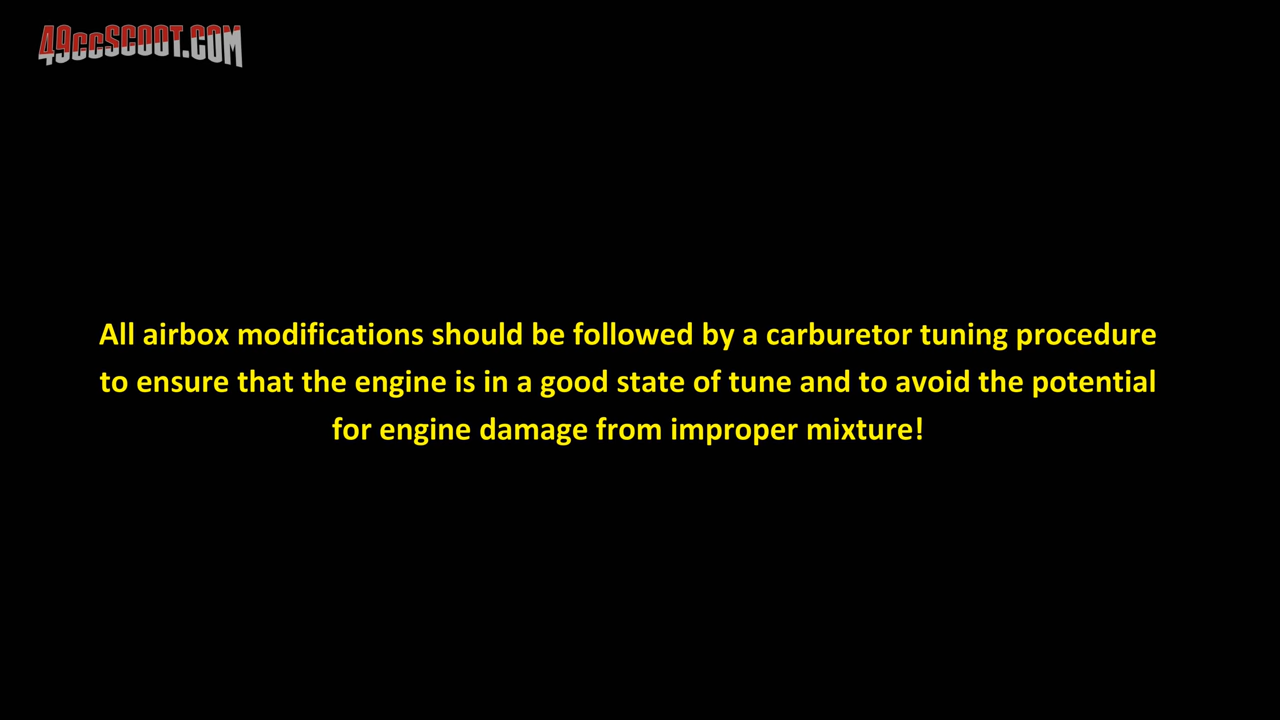 49ccSCOOT.COM
All airbox modifications should be followed by a carburetor tuning procedure
to ensure that the engine is in a good state of tune and to avoid the potential
for engine damage from improper mixture!